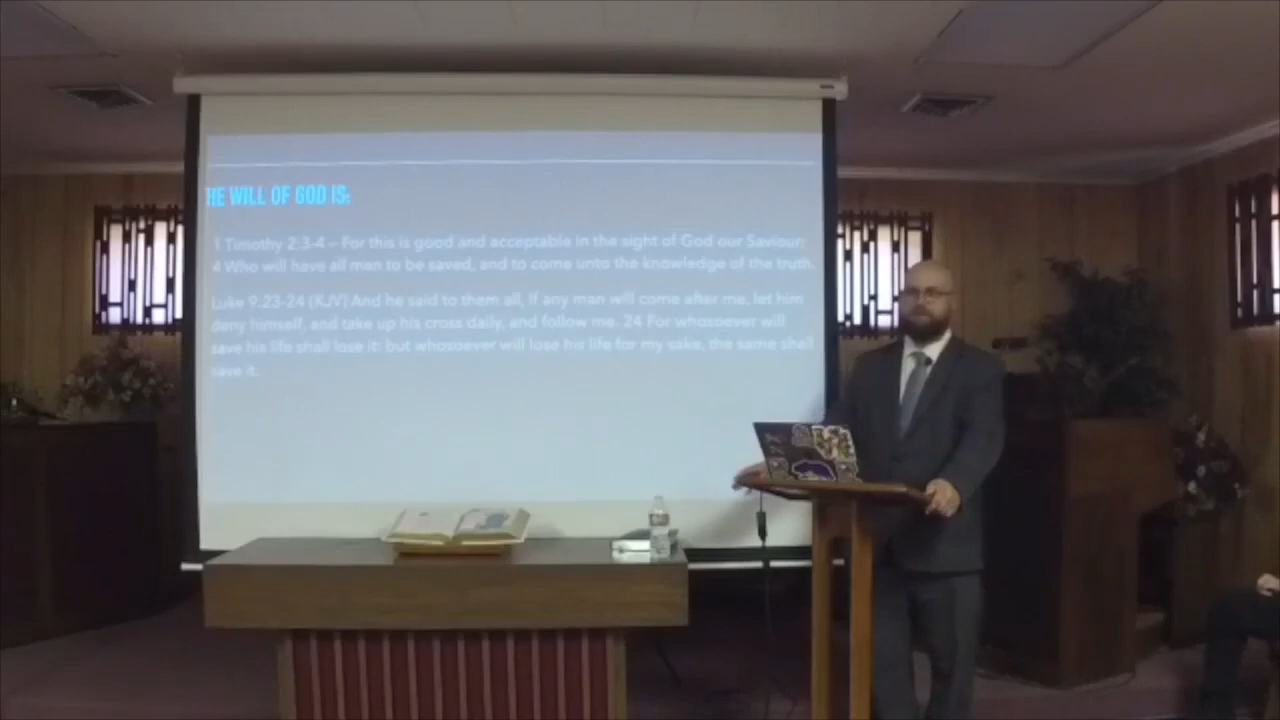 HE WILL OF GOD IS:
1 Timothy 2:3-4 – For this is good and acceptable in the sight of God our Saviour;
4 Who will have all men to be saved, and to come unto the knowledge of the truth.
Luke 9:23-24 (KJV) And he said to them all, If any man will come after me, let him
deny himself, and take up his cross daily, and follow me. 24 For whosoever will
save his life shall lose it: but whosoever will lose his life for my sake, the same shall
save it.